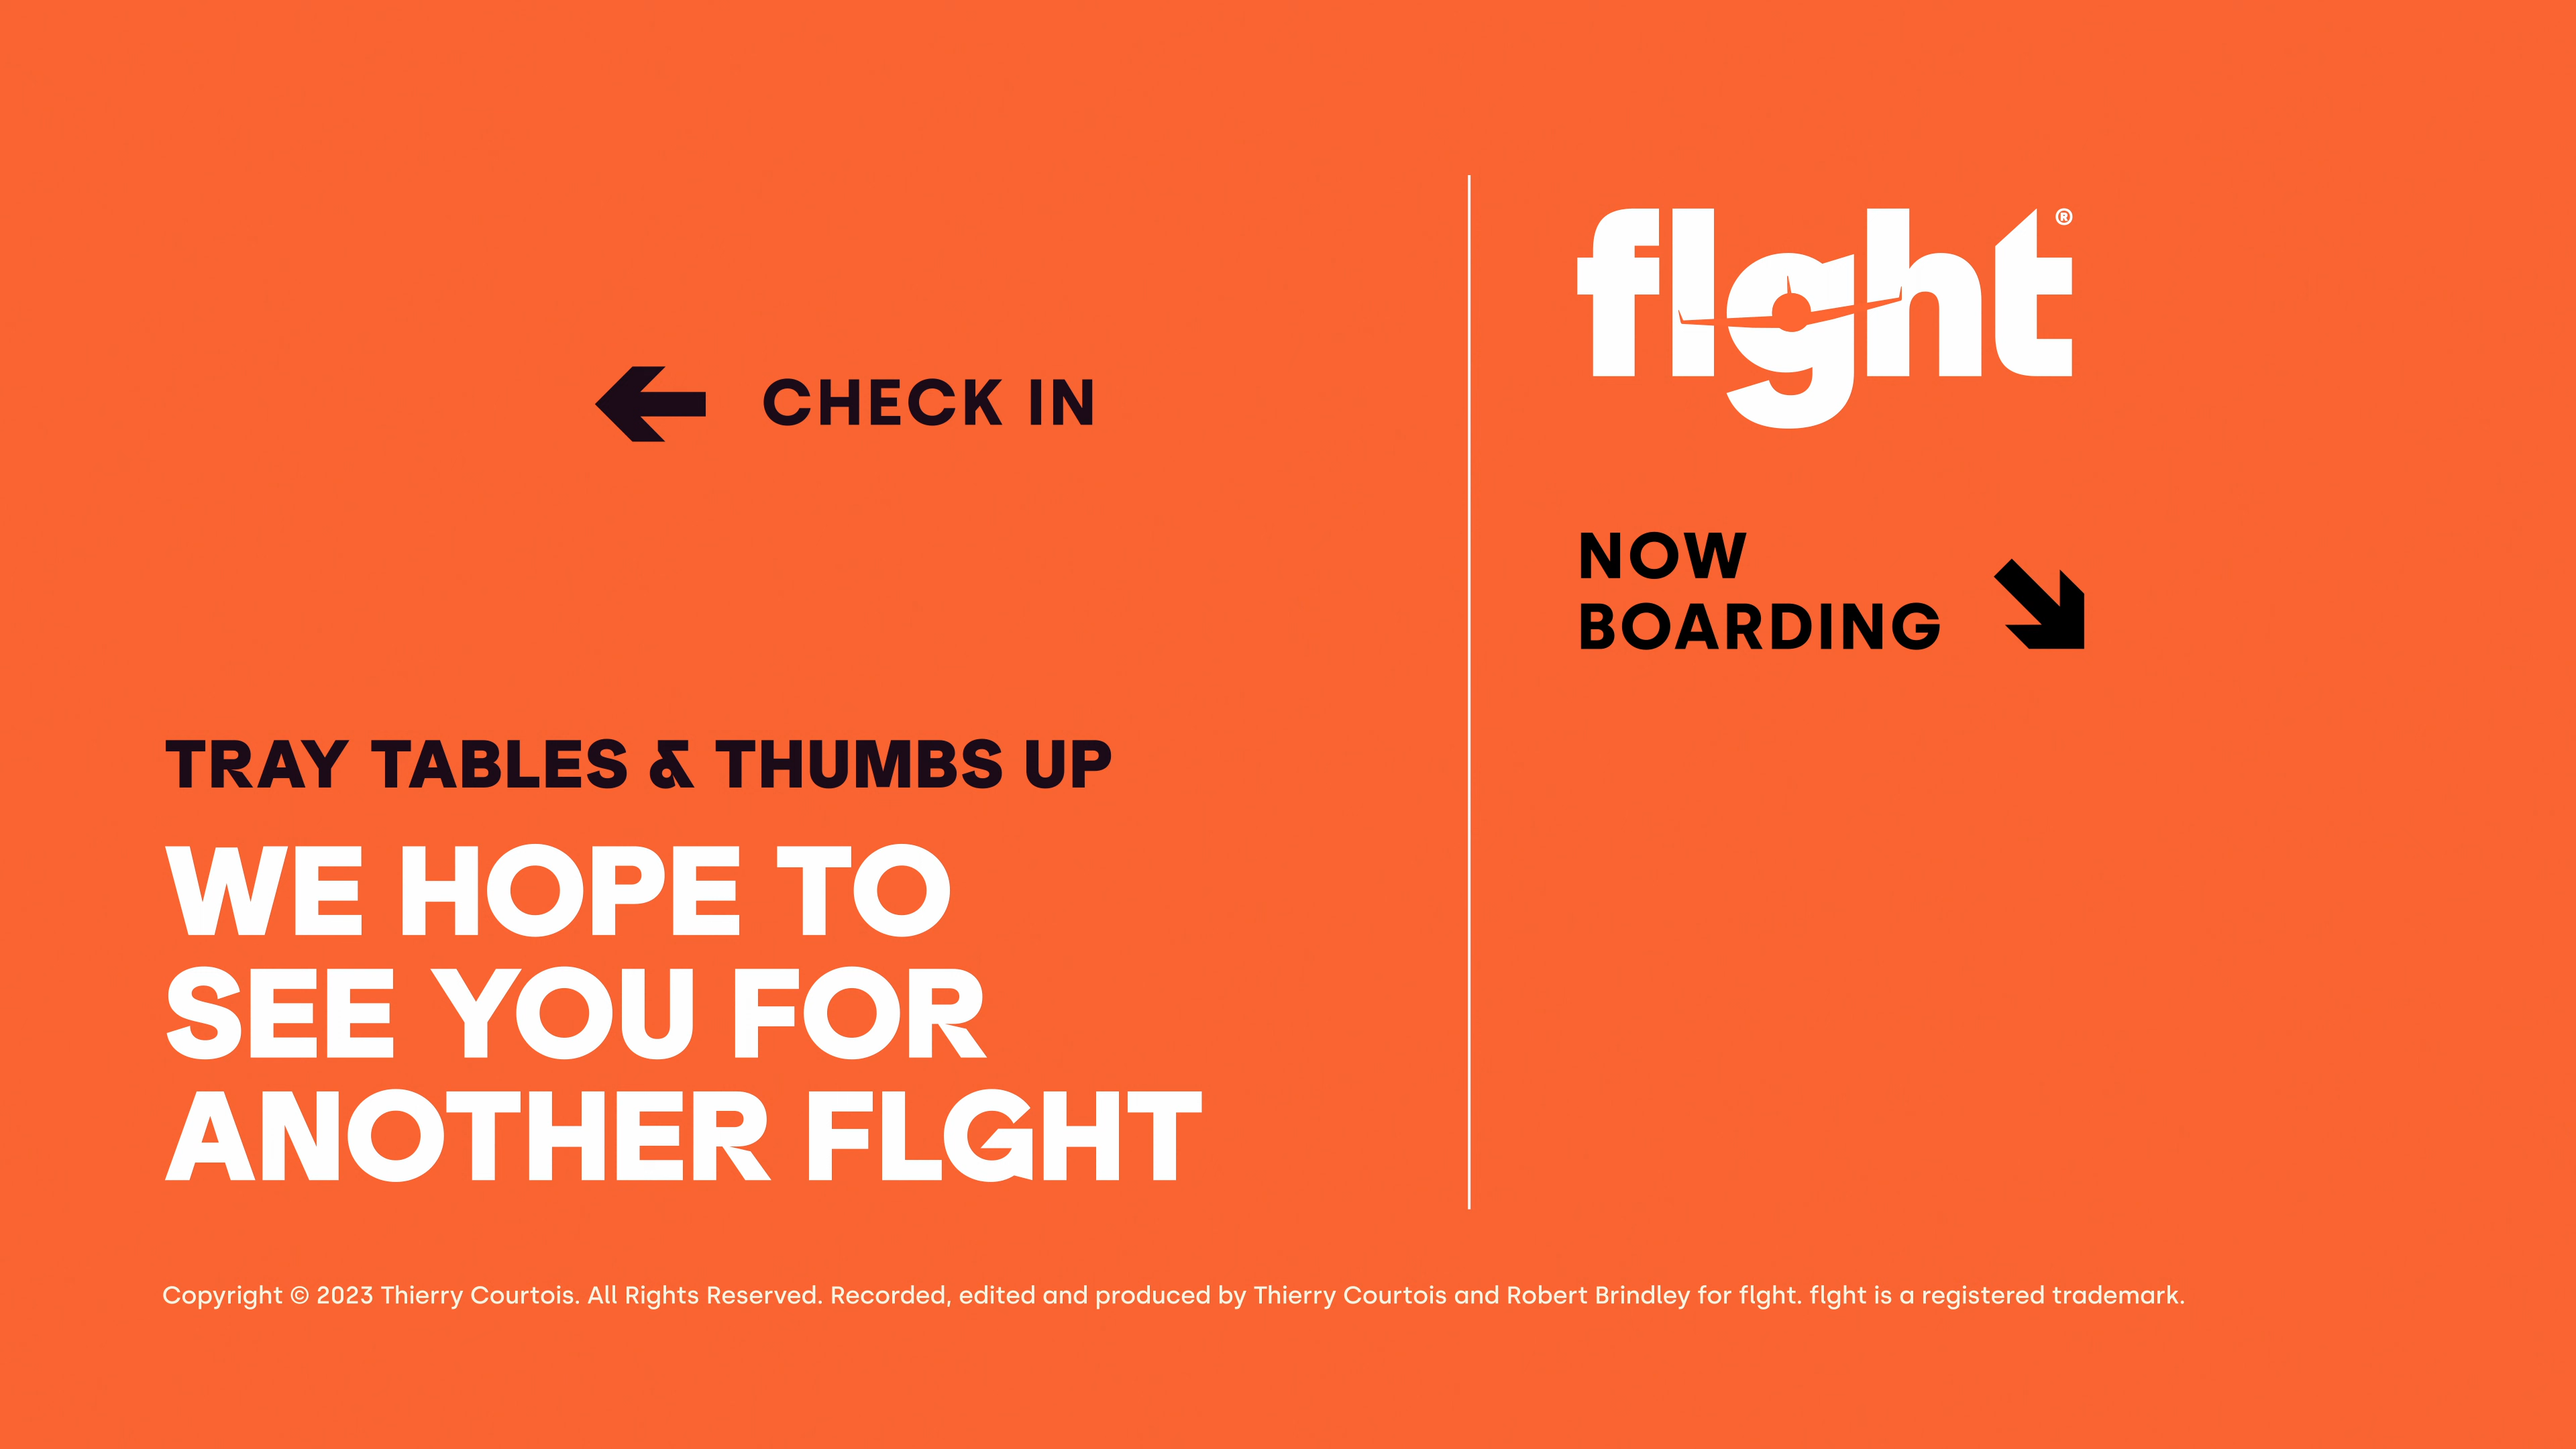 CHECK IN
TRAY TABLES & THUMBS UP
WE HOPE TO
SEE YOU FOR
ANOTHER FLGHT
flght®
NOW
BOARDING
Copyright © 2023 Thierry Courtois. All Rights Reserved. Recorded, edited and produced by Thierry Courtois and Robert Brindley for flght. flght is a registered trademark.